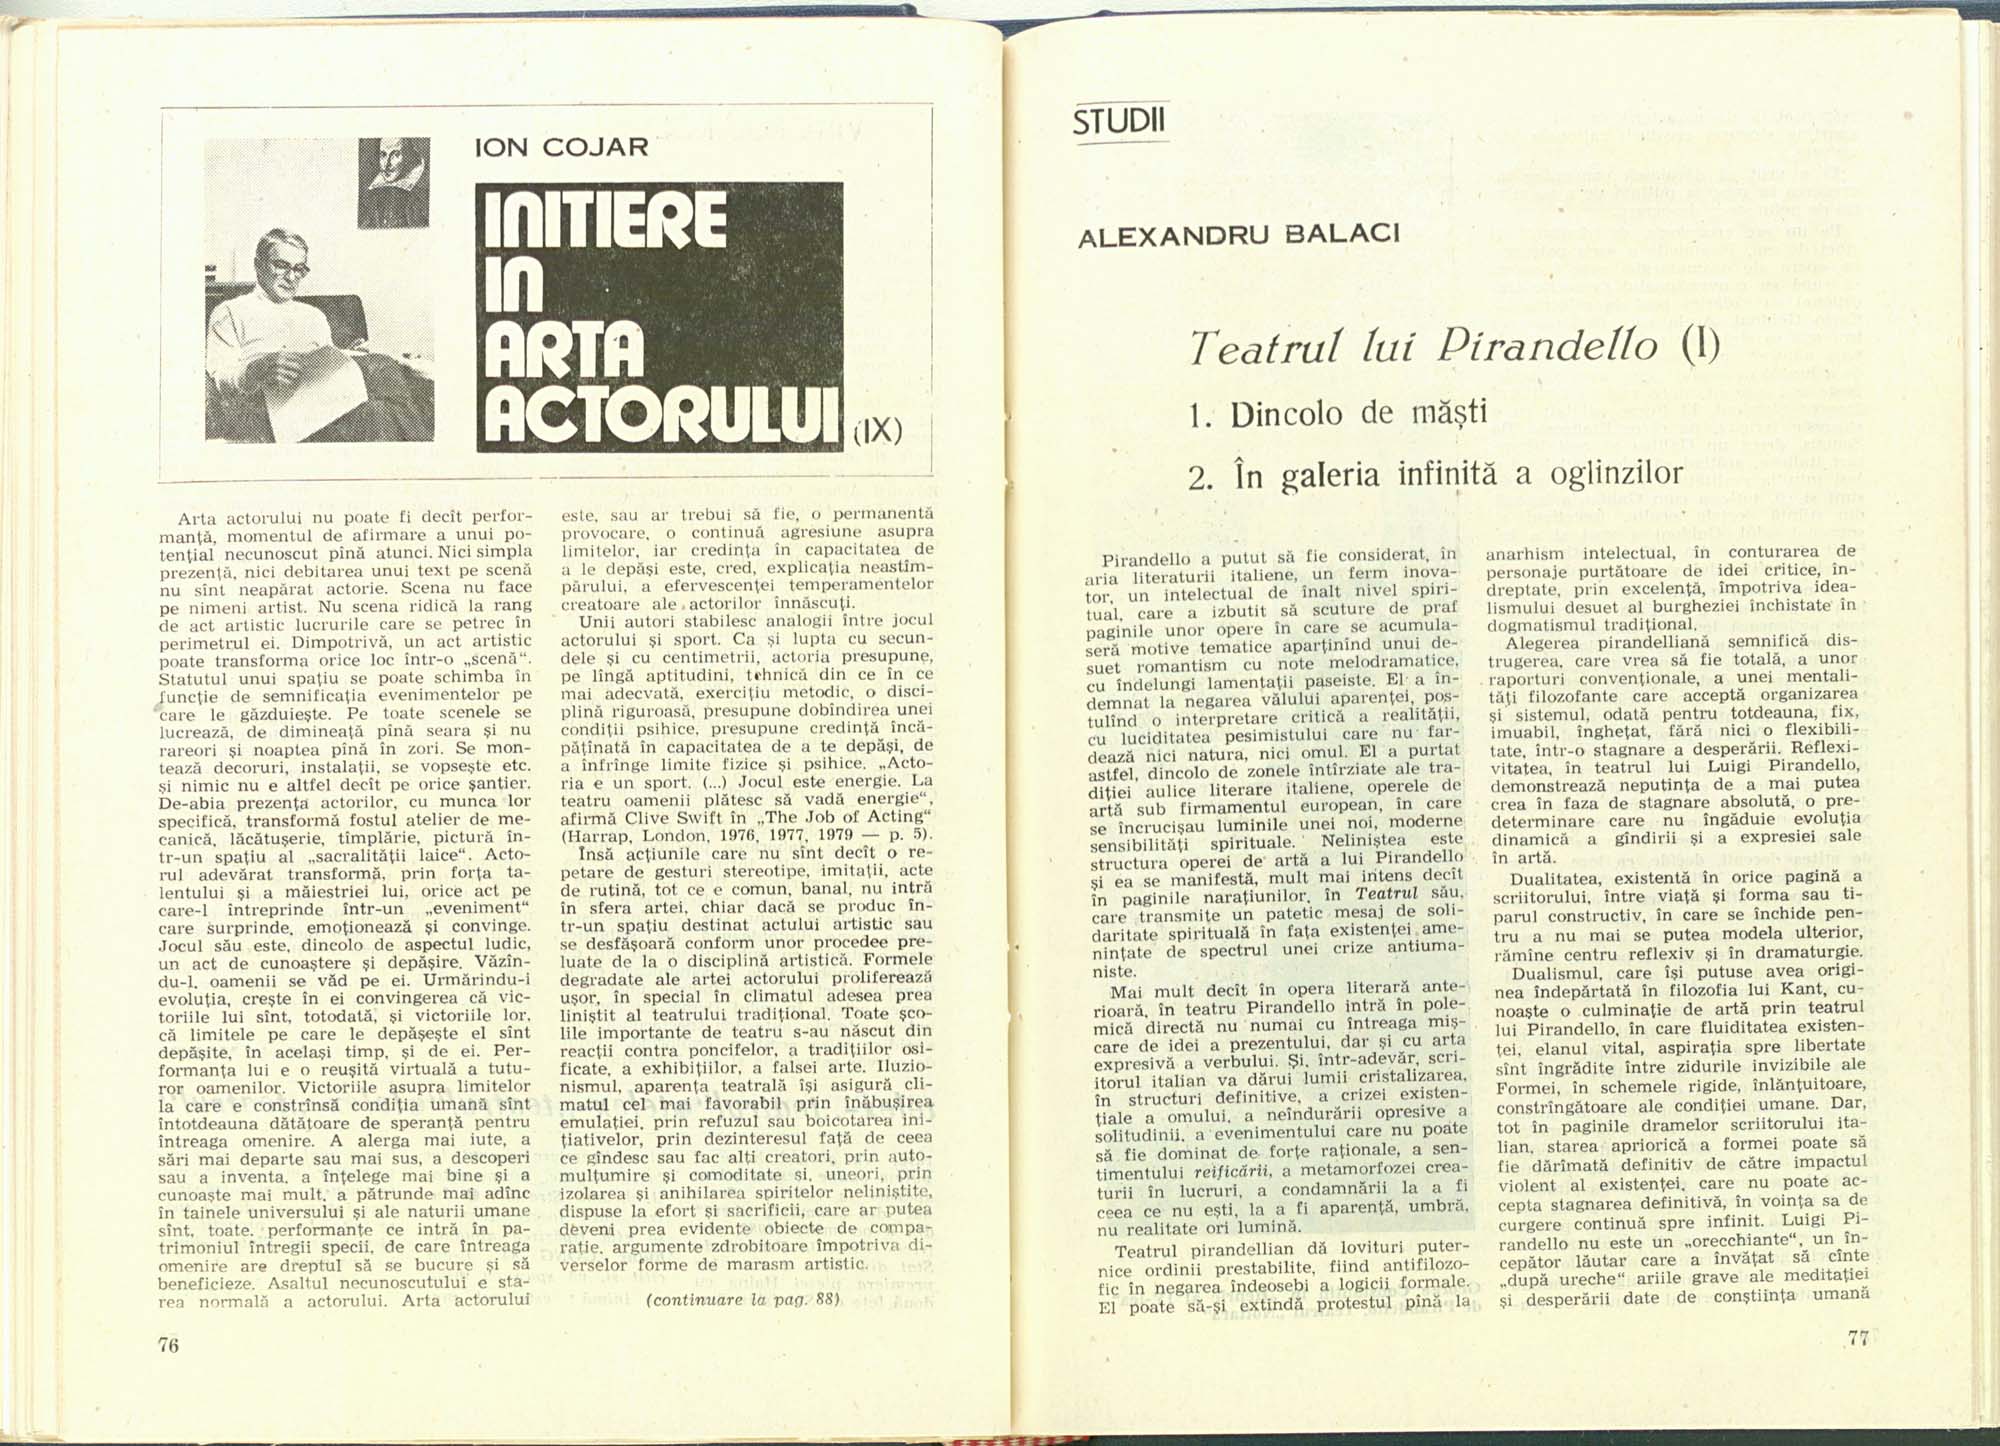 ION COJAR
INITIERE
IN
ARTA
ACTORULUI
(IX)
Arta actorului nu poate fi decît perfor-
manță, momentul de afirmare a unui po-
tențial necunoscut pînă atunci. Nici simpla
prezență, nici debitarea unui text pe scenă
nu sînt neapărat actorie. Scena nu face
pe nimeni artist. Nu scena ridică la rang
de act artistic lucrurile care se petrec în
perimetrul ei. Dimpotrivă, un act artistic
poate transforma orice loc într-o „scenă“.
Statutul unui spațiu se poate schimba în
funcție de semnificația evenimentelor pe
care le găzduiește. Pe toate scenele se
lucrează, de dimineață pînă seara și nu
rareori și noaptea pînă în zori. Se mon-
tează decoruri, instalații, se vopsește etc.
și nimic nu e altfel decît pe orice șantier.
De-abia prezența actorilor, cu munca lor
specifică, transformă fostul atelier de me-
canică, lăcătușerie, tîmplărie, pictură în-
tr-un spațiu al „sacralității laice“. Acto-
rul adevărat transformă, prin forța ta-
lentului și a măiestriei lui, orice act pe
care-l întreprinde într-un „eveniment“
care surprinde, emoționează și convinge.
Jocul său este, dincolo de aspectul ludic,
un act de cunoaștere și depășire. Văzîn-
du-l, oamenii se văd pe ei. Urmărindu-i
evoluția, crește în ei convingerea că vic-
toriile lui sînt, totodată, și victoriile lor,
că limitele pe care le depășește el sînt
depășite, în același timp, și de ei. Per-
formanța lui e o reușită virtuală a tutu-
ror oamenilor. Victoriile asupra limitelor
la care e constrînsă condiția umană sînt
întotdeauna dătătoare de speranță pentru
întreaga omenire. A alerga mai iute, a
sări mai departe sau mai sus, a descoperi
sau a inventa, a înțelege mai bine și a
cunoaște mai mult, a pătrunde mai adînc
în tainele universului și ale naturii umane
sînt, toate, performanțe ce intră în pa-
trimoniul întregii specii, de care întreaga
omenire are dreptul să se bucure și să
beneficieze. Asaltul necunoscutului e sta-
rea normală a actorului. Arta actorului
este, sau ar trebui să fie, o permanentă
provocare, o continuă agresiune asupra
limitelor, iar credința în capacitatea de
a le depăși este, cred, explicația neastîm-
părului, a efervescenței temperamentelor
creatoare ale actorilor înnăscuți.
Unii autori stabilesc analogii între jocul
actorului și sport. Ca și lupta cu secun-
dele și cu centimetrii, actoria presupune,
pe lîngă aptitudini, tehnică din ce în ce
mai adecvată, exercițiu metodic, o disci-
plină riguroasă, presupune dobîndirea unei
condiții psihice, presupune credință încă-
pățînată în capacitatea de a te depăși, de
a înfrînge limite fizice și psihice. „Acto-
ria e un sport. (...) Jocul este energie. La
teatru oamenii plătesc să vadă energie“,
afirmă Clive Swift în „The Job of Acting“
(Harrap, London, 1976, 1977, 1979 — p. 5).
Însă acțiunile care nu sînt decît o re-
petare de gesturi stereotipe, imitații, acte
de rutină, tot ce e comun, banal, nu intră
în sfera artei, chiar dacă se produc în-
tr-un spațiu destinat actului artistic sau
se desfășoară conform unor procedee pre-
luate de la o disciplină artistică. Formele
degradate ale artei actorului proliferează
ușor, în special în climatul adesea prea
liniștit al teatrului tradițional. Toate șco-
lile importante de teatru s-au născut din
reacții contra poncifelor, a tradițiilor osi-
ficate, a exhibițiilor, a falsei arte. Iluzio-
nismul, aparența teatrală își asigură cli-
matul cel mai favorabil prin înăbușirea
emulației, prin refuzul sau boicotarea ini-
țiativelor, prin dezinteresul față de ceea
ce gîndesc sau fac alți creatori, prin auto-
mulțumire și comoditate și, uneori, prin
izolarea și anihilarea spiritelor neliniștite,
dispuse la efort și sacrificii, care ar putea
deveni prea evidente obiecte de compa-
rație, argumente zdrobitoare împotriva di-
verselor forme de marasm artistic.
(continuare la pag. 88)
76
STUDII
ALEXANDRU BALACI
Teatrul lui Pirandello (I)
1. Dincolo de măști
2. În galeria infinită a oglinzilor
Pirandello a putut să fie considerat, în
aria literaturii italiene, un ferm inova-
tor, un intelectual de înalt nivel spiri-
tual, care a izbutit să scuture de praf
paginile unor opere în care se acumula-
seră motive tematice aparținînd unui de-
suet romantism cu note melodramatice,
cu îndelungi lamentații paseiste. El a în-
demnat la negarea vălului aparenței, pos-
tulînd o interpretare critică a realității,
cu luciditatea pesimistului care nu far-
dează nici natura, nici omul. El a purtat
astfel, dincolo de zonele întîrziate ale tra-
diției aulice literare italiene, operele de
artă sub firmamentul european, în care
se încrucișau luminile unei noi, moderne
sensibilități spirituale. Neliniștea este
structura operei de artă a lui Pirandello
și ea se manifestă, mult mai intens decît
în paginile narațiunilor, în Teatrul său,
care transmite un patetic mesaj de soli-
daritate spirituală în fața existenței ame-
nințate de spectrul unei crize antiuma-
niste.
Mai mult decît în opera literară ante-
rioară, în teatru Pirandello intră în pole-
mică directă nu numai cu întreaga miș-
care de idei a prezentului, dar și cu arta
expresivă a verbului. Și, într-adevăr, scri-
itorul italian va dărui lumii cristalizarea,
în structuri definitive, a crizei existen-
țiale a omului, a neîndurării opresive a
solitudinii, a evenimentului care nu poate
să fie dominat de forțe raționale, a sen-
timentului reificării, a metamorfozei crea-
turii în lucruri, a condamnării la a fi
ceea ce nu ești, la a fi aparență, umbră,
nu realitate ori lumină.
Teatrul pirandellian dă lovituri puter-
nice ordinii prestabilite, fiind antifilozo-
fic în negarea îndeosebi a logicii formale.
El poate să-și extindă protestul pînă la
anarhism intelectual, în conturarea de
personaje purtătoare de idei critice, în-
dreptate, prin excelență, împotriva idea-
lismului desuet al burgheziei închistate în
dogmatismul tradițional.
Alegerea pirandelliană semnifică dis-
trugerea, care vrea să fie totală, a unor
raporturi convenționale, a unei mentali-
tăți filozofante care acceptă organizarea
și sistemul, odată pentru totdeauna, fix,
imuabil, înghețat, fără nici o flexibili-
tate, într-o stagnare a desperării. Reflexi-
vitatea, în teatrul lui Luigi Pirandello,
demonstrează neputința de a mai putea
crea în faza de stagnare absolută, o pre-
determinare care nu îngăduie evoluția
dinamică a gîndirii și a expresiei sale
în artă.
Dualitatea, existentă în orice pagină a
scriitorului, între viață și forma sau ti-
parul constructiv, în care se închide pen-
tru a nu mai se putea modela ulterior,
rămîne centru reflexiv și în dramaturgie.
Dualismul, care își putuse avea origi-
nea îndepărtată în filozofia lui Kant, cu-
noaște o culminație de artă prin teatrul
lui Pirandello, în care fluiditatea existen-
ței, elanul vital, aspirația spre libertate
sînt îngrădite între zidurile invizibile ale
Formei, în schemele rigide, înlănțuitoare,
constrîngătoare ale condiției umane. Dar,
tot în paginile dramelor scriitorului ita-
lian, starea apriorică a formei poate să
fie dărîmată definitiv de către impactul
violent al existenței, care nu poate ac-
cepta stagnarea definitivă, în voința sa de
curgere continuă spre infinit. Luigi Pi-
randello nu este un „orecchiante“, un în-
cepător lăutar care a învățat să cînte
„după ureche“ ariile grave ale meditației
și desperării date de conștiința umană
77